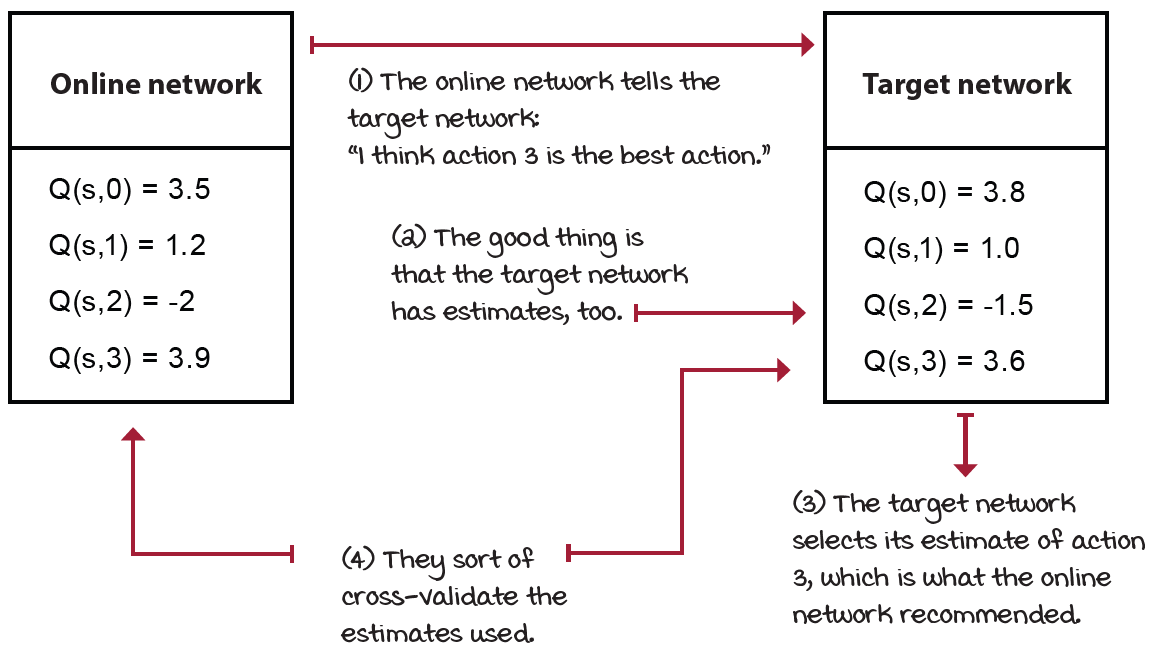 Online network
Q(s,0) = 3.5
Q(s,1) = 1.2
Q(s,2) = -2
Q(s,3) = 3.9
(1) The online network tells the
target network:
“I think action 3 is the best action.”
(2) The good thing is
that the target network
has estimates, too.
Target network
Q(s,0) = 3.8
Q(s,1) = 1.0
Q(s,2) = -1.5
Q(s,3) = 3.6
(3) The target network
selects its estimate of action
3, which is what the online
network recommended.
(4) They sort of
cross-validate the
estimates used.